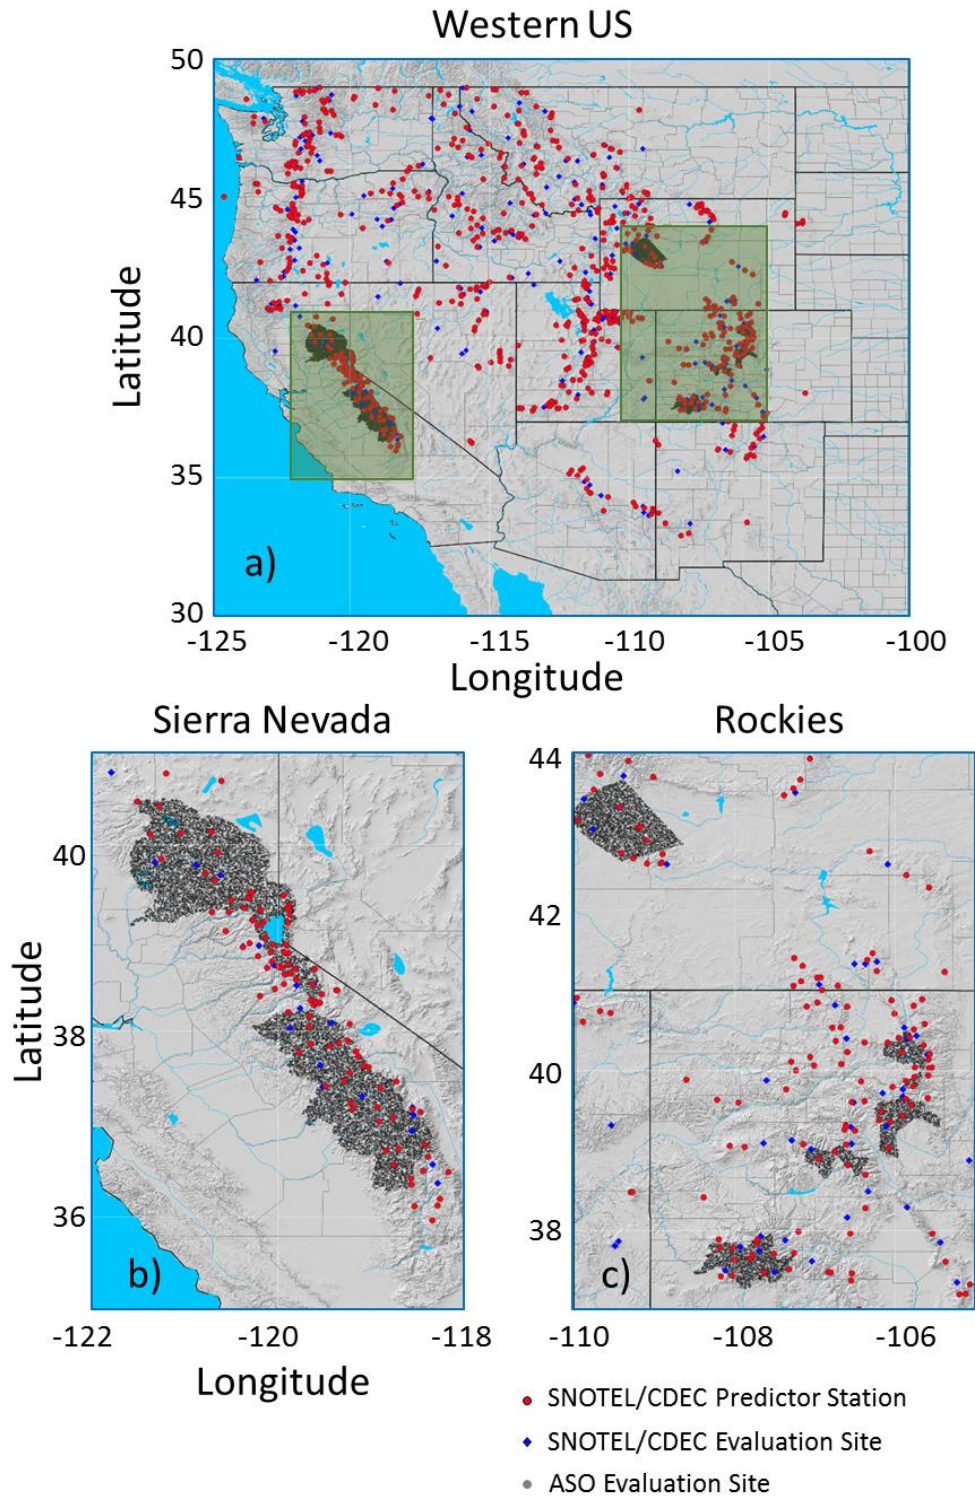 Western US
50
45
40
35
30
Latitude
a)
-125 -120 -115 -110 -105 -100
Longitude
Sierra Nevada
40
38
36
Latitude
b)
-122 -120 -118
Longitude
Rockies
44
42
40
38
c)
-110 -108 -106
SNOTEL/CDEC Predictor Station
SNOTEL/CDEC Evaluation Site
ASO Evaluation Site